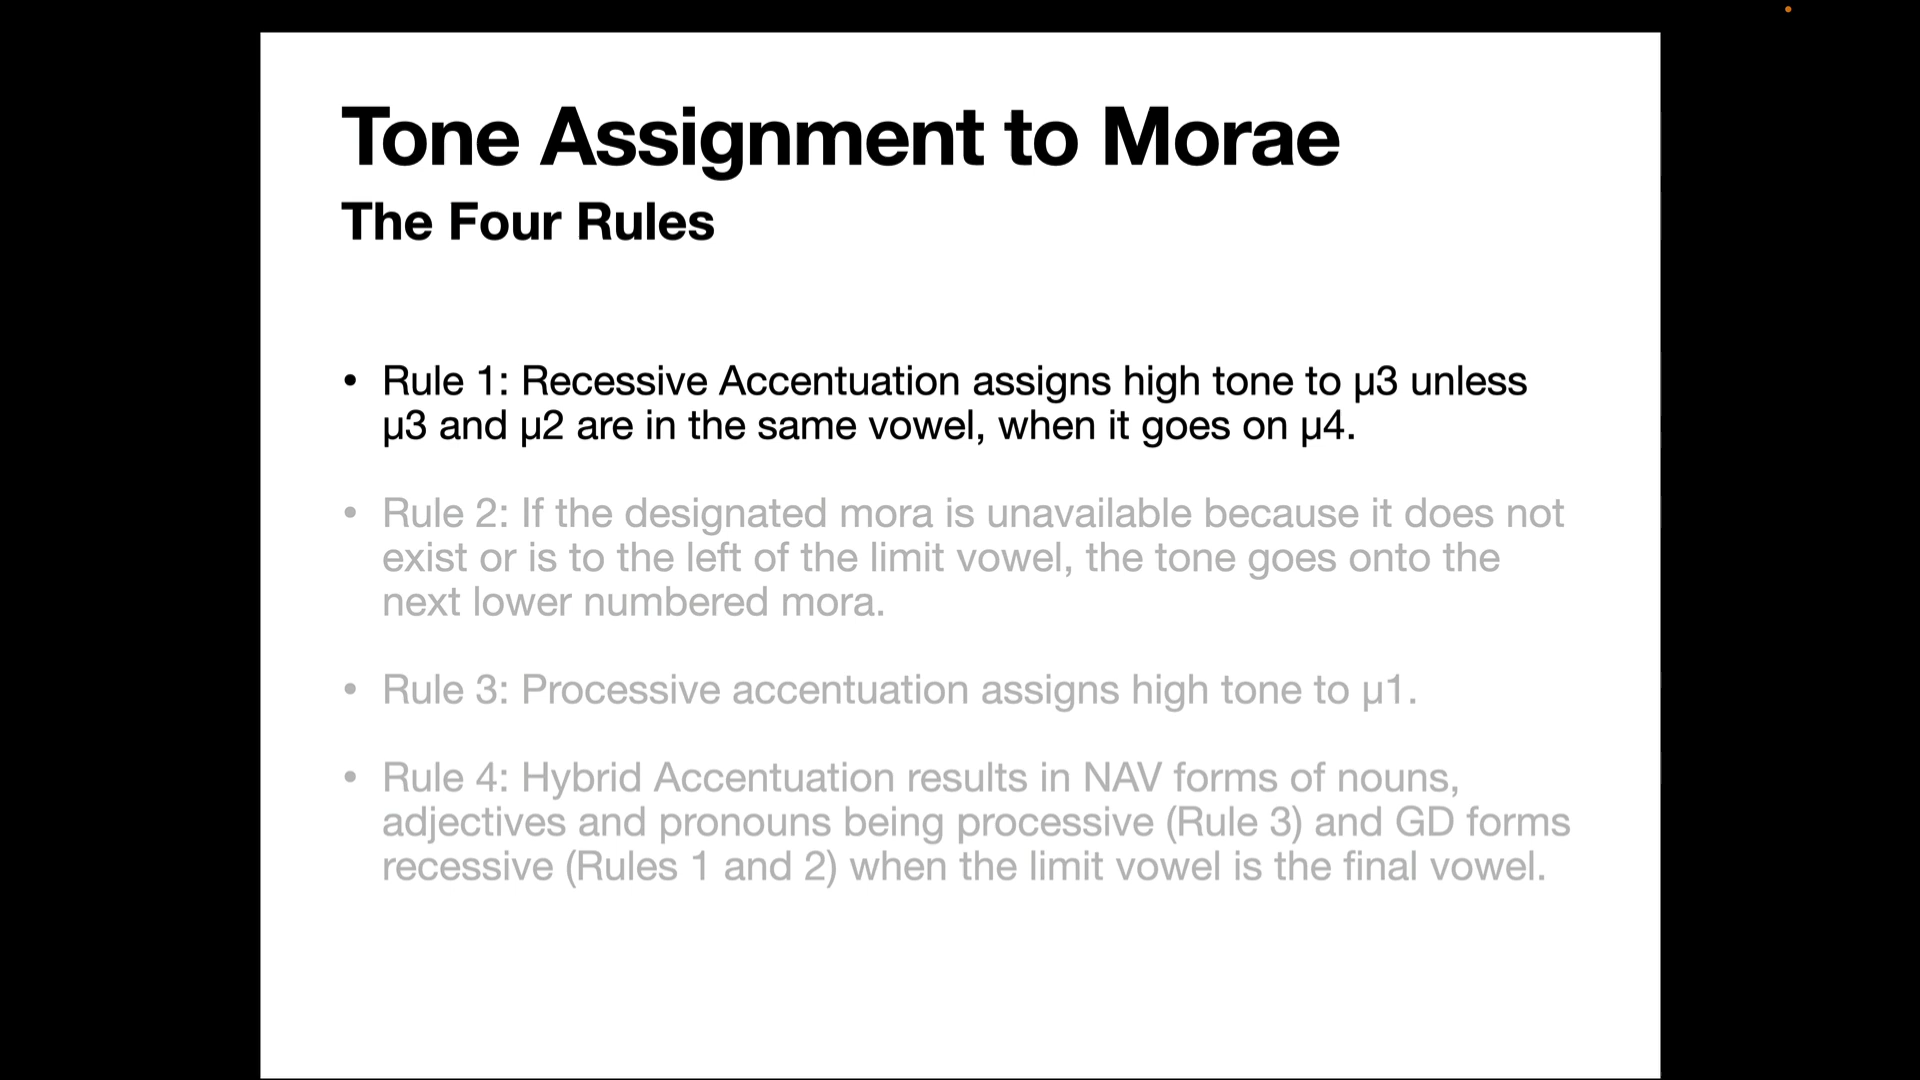 Tone Assignment to Morae
The Four Rules
• Rule 1: Recessive Accentuation assigns high tone to μ3 unless
μ3 and μ2 are in the same vowel, when it goes on μ4.
• Rule 2: If the designated mora is unavailable because it does not
exist or is to the left of the limit vowel, the tone goes onto the
next lower numbered mora.
• Rule 3: Processive accentuation assigns high tone to μ1.
• Rule 4: Hybrid Accentuation results in NAV forms of nouns,
adjectives and pronouns being processive (Rule 3) and GD forms
recessive (Rules 1 and 2) when the limit vowel is the final vowel.